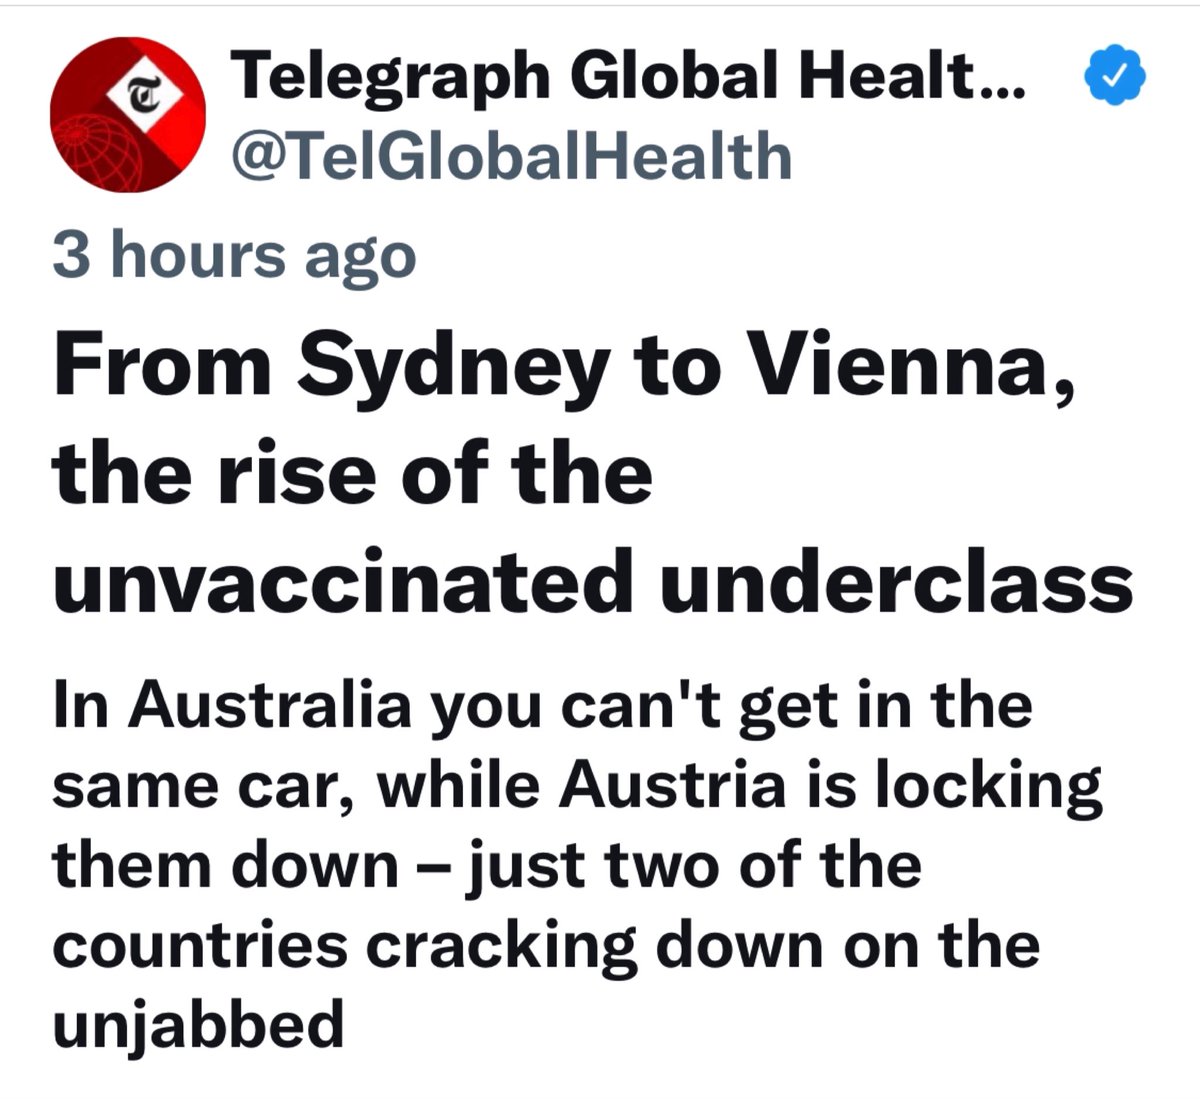 Telegraph Global Healt...
@TelGlobalHealth
3 hours ago
From Sydney to Vienna,
the rise of the
unvaccinated underclass
In Australia you can't get in the
same car, while Austria is locking
them down – just two of the
countries cracking down on the
unjabbed